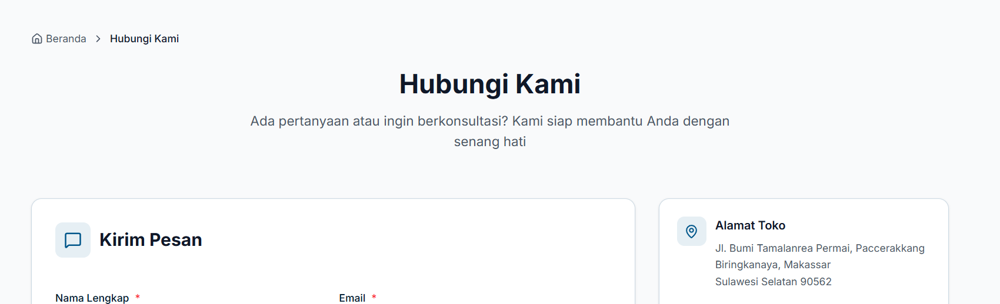 Beranda > Hubungi Kami
Hubungi Kami
Ada pertanyaan atau ingin berkonsultasi? Kami siap membantu Anda dengan
senang hati
Kirim Pesan
Nama Lengkap *
Email *
Alamat Toko
Jl. Bumi Tamalanrea Permai, Paccerakkang
Biringkanaya, Makassar
Sulawesi Selatan 90562